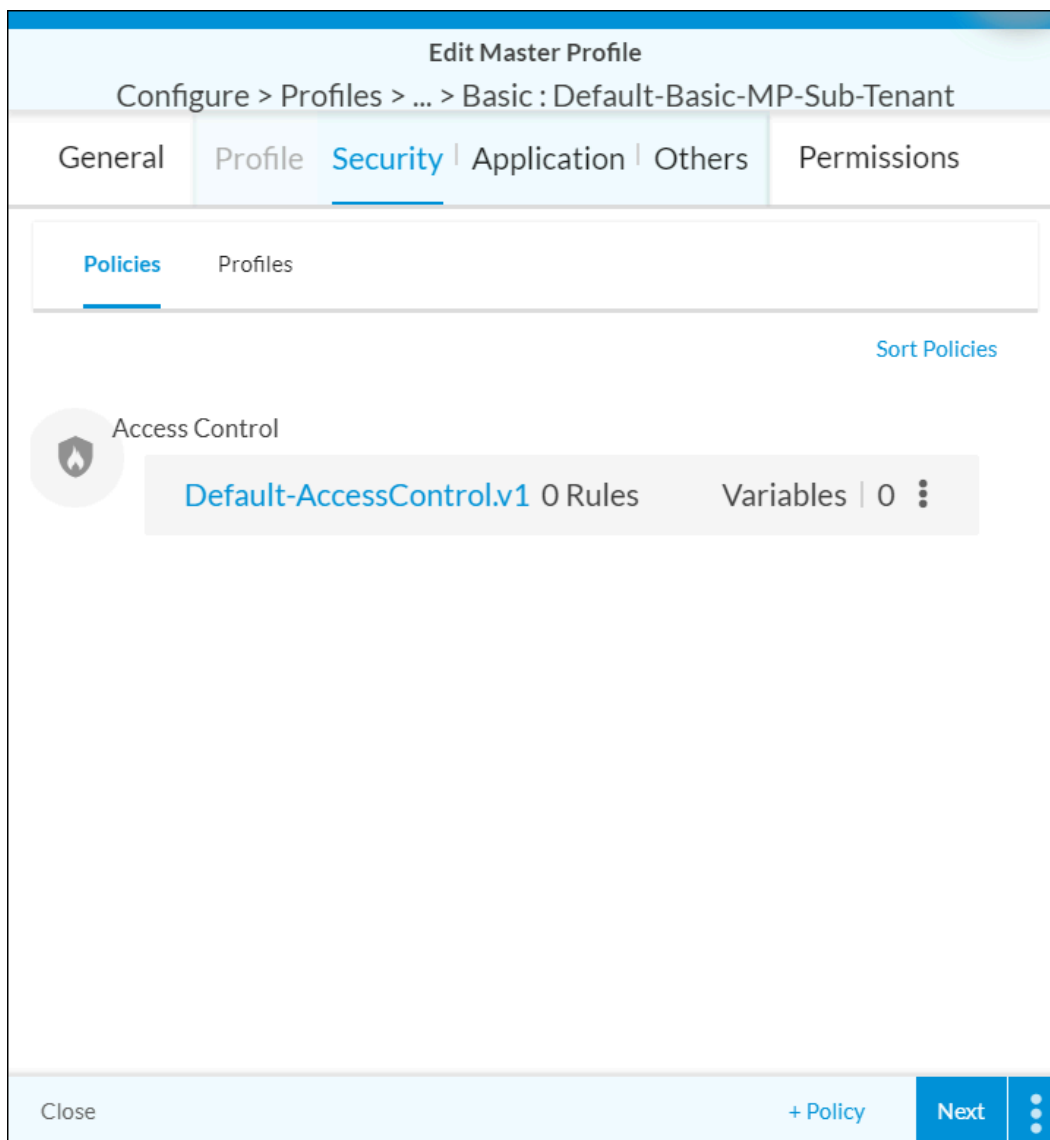 Edit Master Profile
Configure > Profiles > ... > Basic : Default-Basic-MP-Sub-Tenant
General Profile Security | Application | Others Permissions
Policies Profiles
Sort Policies
Access Control
Default-AccessControl.v1 0 Rules Variables | 0
Close + Policy Next